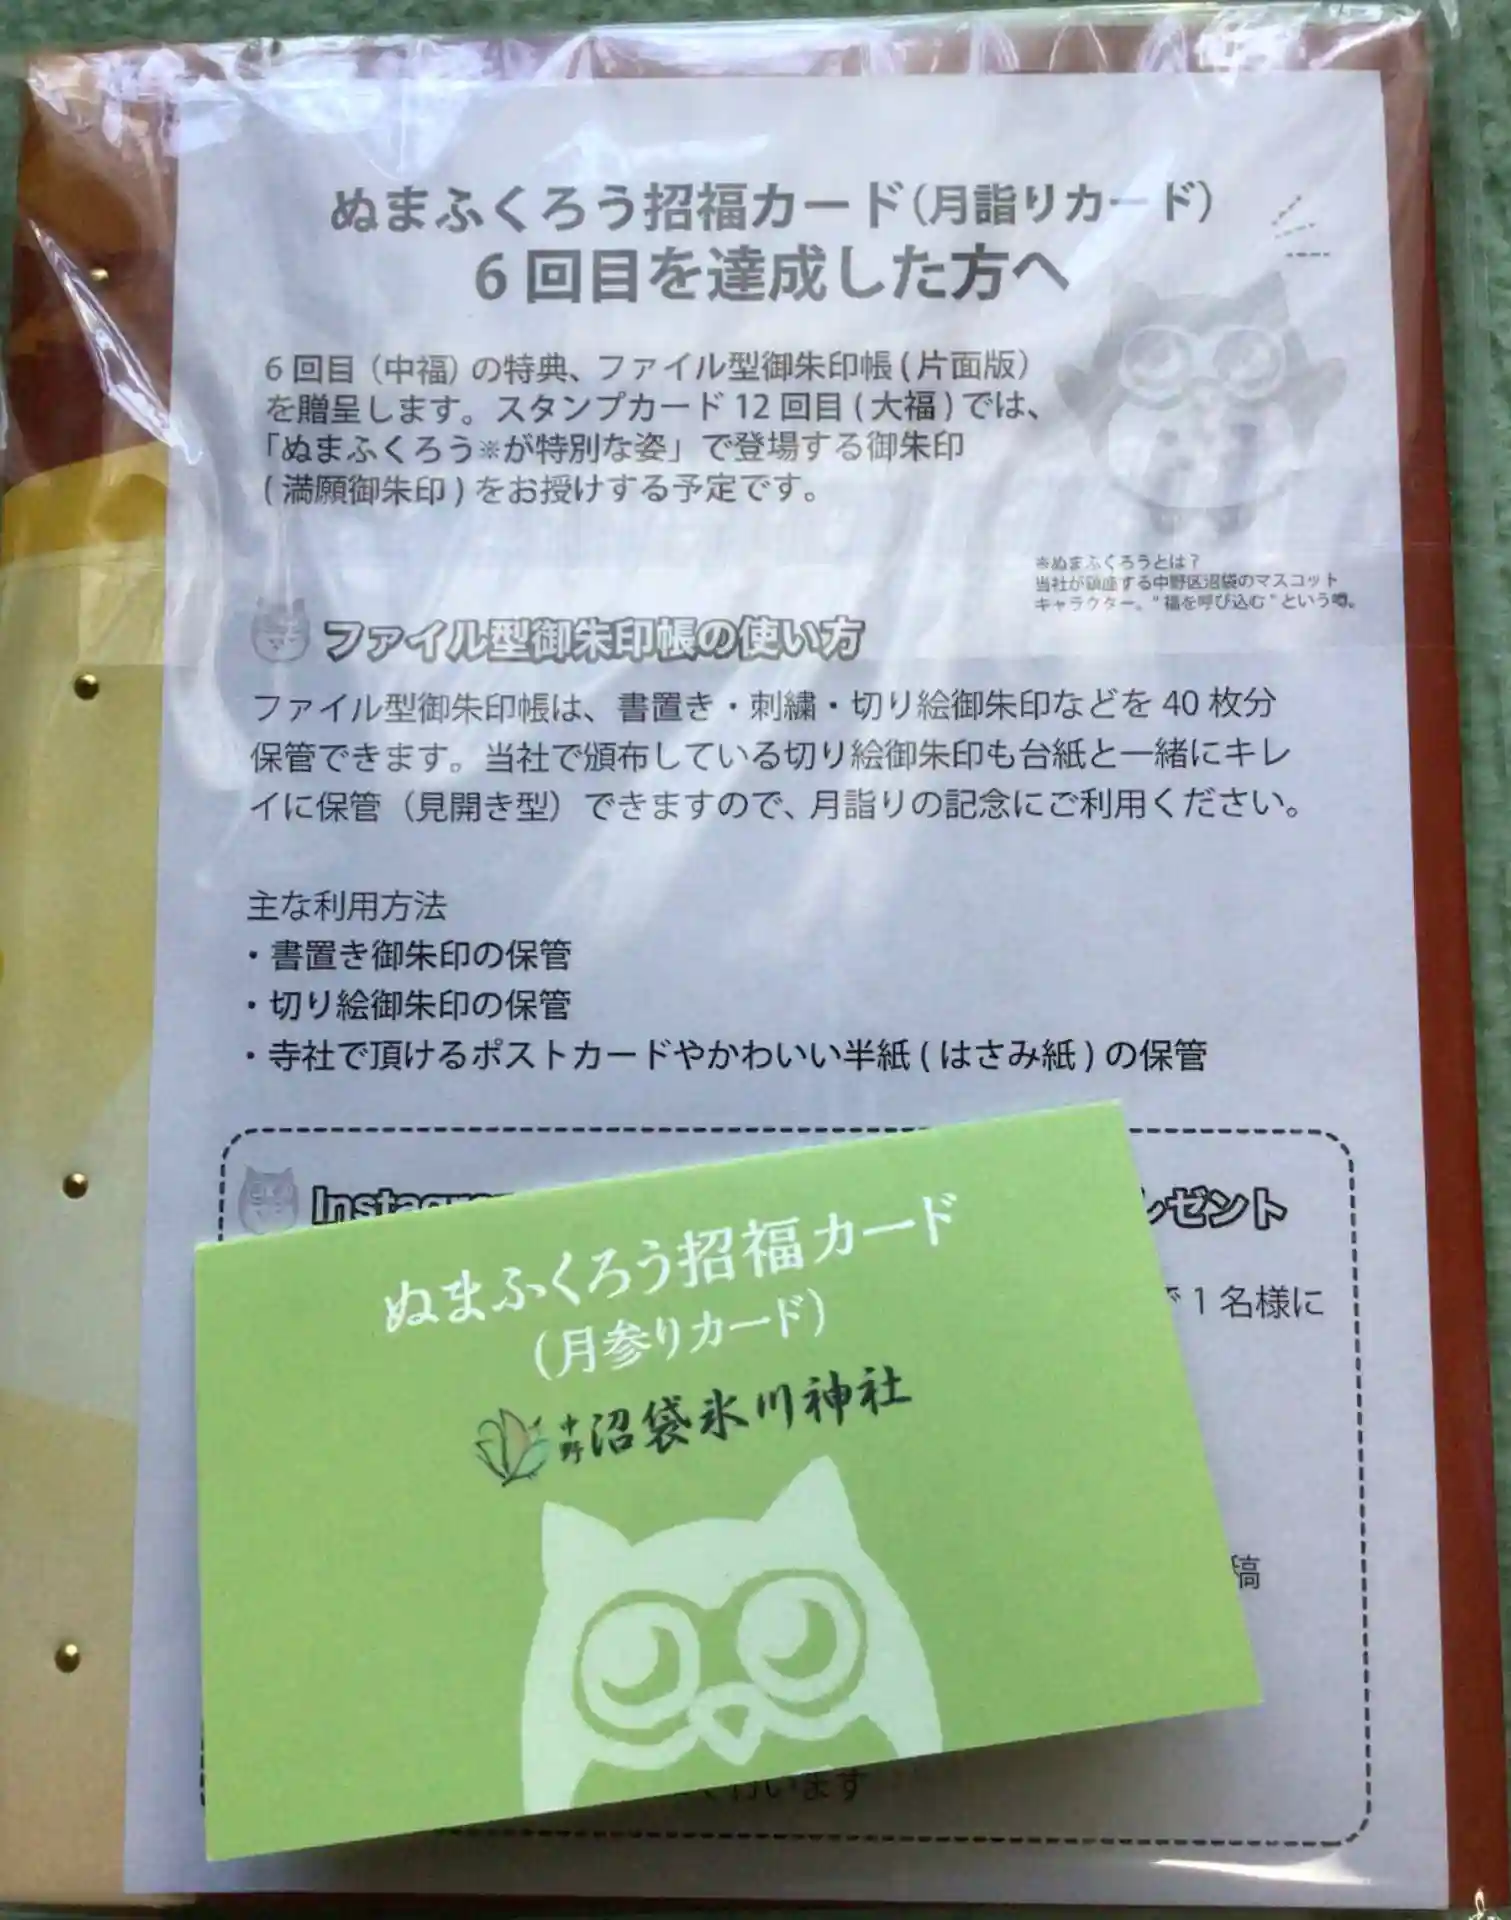 ぬまふくろう招福カード（月詣りカード）
6回目を達成した方へ
6回目（中福）の特典、ファイル型御朱印帳(片面版）
を贈呈します。スタンプカード12回目(大福)では、
「ぬまふくろう※が特別な姿」で登場する御朱印
(満願御朱印)をお授けする予定です。
※ぬまふくろうとは？
当社が鎮座する中野区沼袋のマスコット
キャラクター。"福を呼び込む"という噂。
ファイル型御朱印帳の使い方
ファイル型御朱印帳は、書置き・刺繍・切り絵御朱印などを40枚分
保管できます。当社で頒布している切り絵御朱印も台紙と一緒にキレ
イに保管（見開き型）できますので、月詣りの記念にご利用ください。
主な利用方法
・書置き御朱印の保管
・切り絵御朱印の保管
・寺社で頂けるポストカードやかわいい半紙(はさみ紙)の保管
ゼント
1名様に
稿
行います
ぬまふくろう招福カード
（月参りカード）
中野沼袋氷川神社